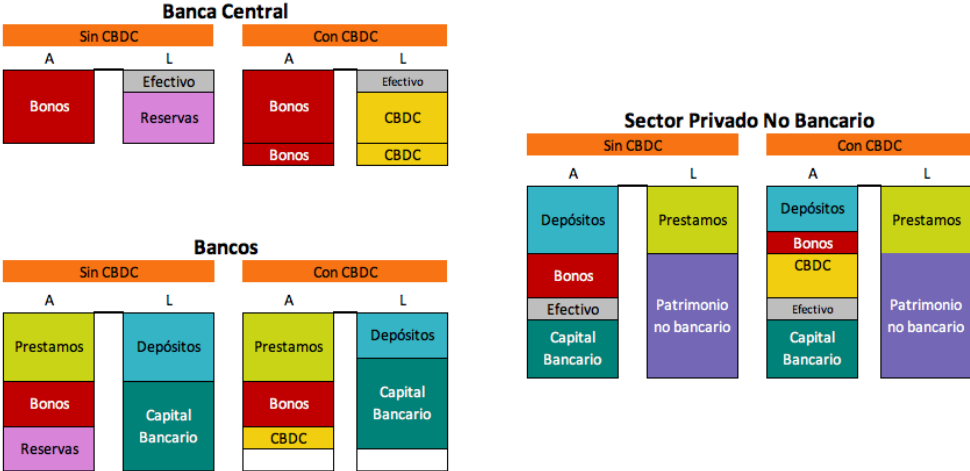 Banca Central
Sin CBDC
Con CBDC
A
L
A
L
Bonos
Efectivo
Reservas
Bonos
Bonos
Efectivo
CBDC
CBDC
Bancos
Sin CBDC
Con CBDC
A
L
A
L
Prestamos
Bonos
Reservas
Depósitos
Capital
Bancario
Prestamos
Bonos
CBDC
Depósitos
Capital
Bancario
Sector Privado No Bancario
Sin CBDC
Con CBDC
A
L
A
L
Depósitos
Bonos
Efectivo
Capital
Bancario
Prestamos
Patrimonio
no bancario
Depósitos
Bonos
CBDC
Efectivo
Capital
Bancario
Prestamos
Patrimonio
no bancario